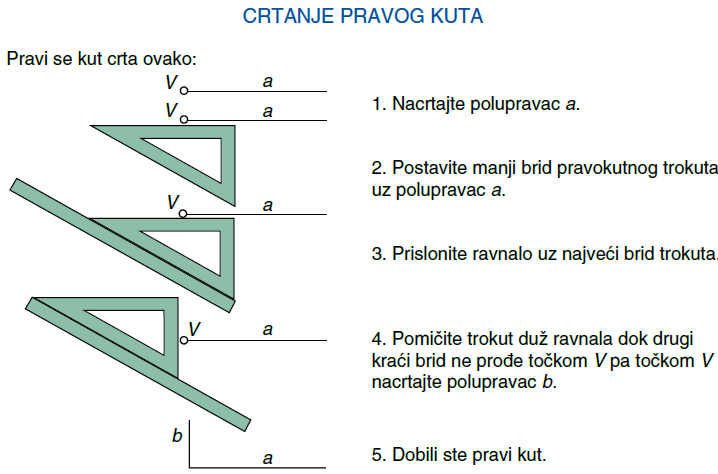 CRTANJE PRAVOG KUTA
Pravi se kut crta ovako:
V a
V a
1. Nacrtajte polupravac a.
2. Postavite manji brid pravokutnog trokuta
uz polupravac a.
V a
3. Prislonite ravnalo uz najveći brid trokuta.
V a
4. Pomičite trokut duž ravnala dok drugi
kraći brid ne prođe točkom V pa točkom V
nacrtajte polupravac b.
b
a
5. Dobili ste pravi kut.